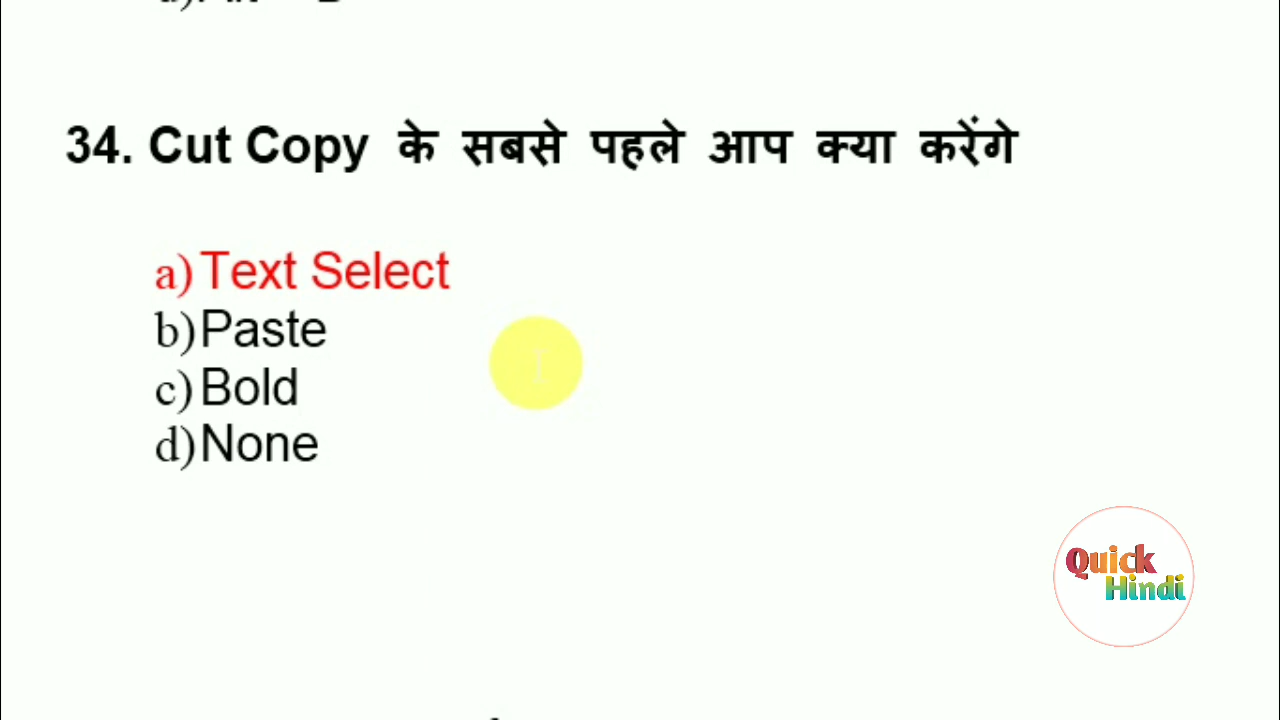 34. Cut Copy के सबसे पहले आप क्या करेंगे
a) Text Select
b) Paste
c) Bold
d) None
Quick
Hindi